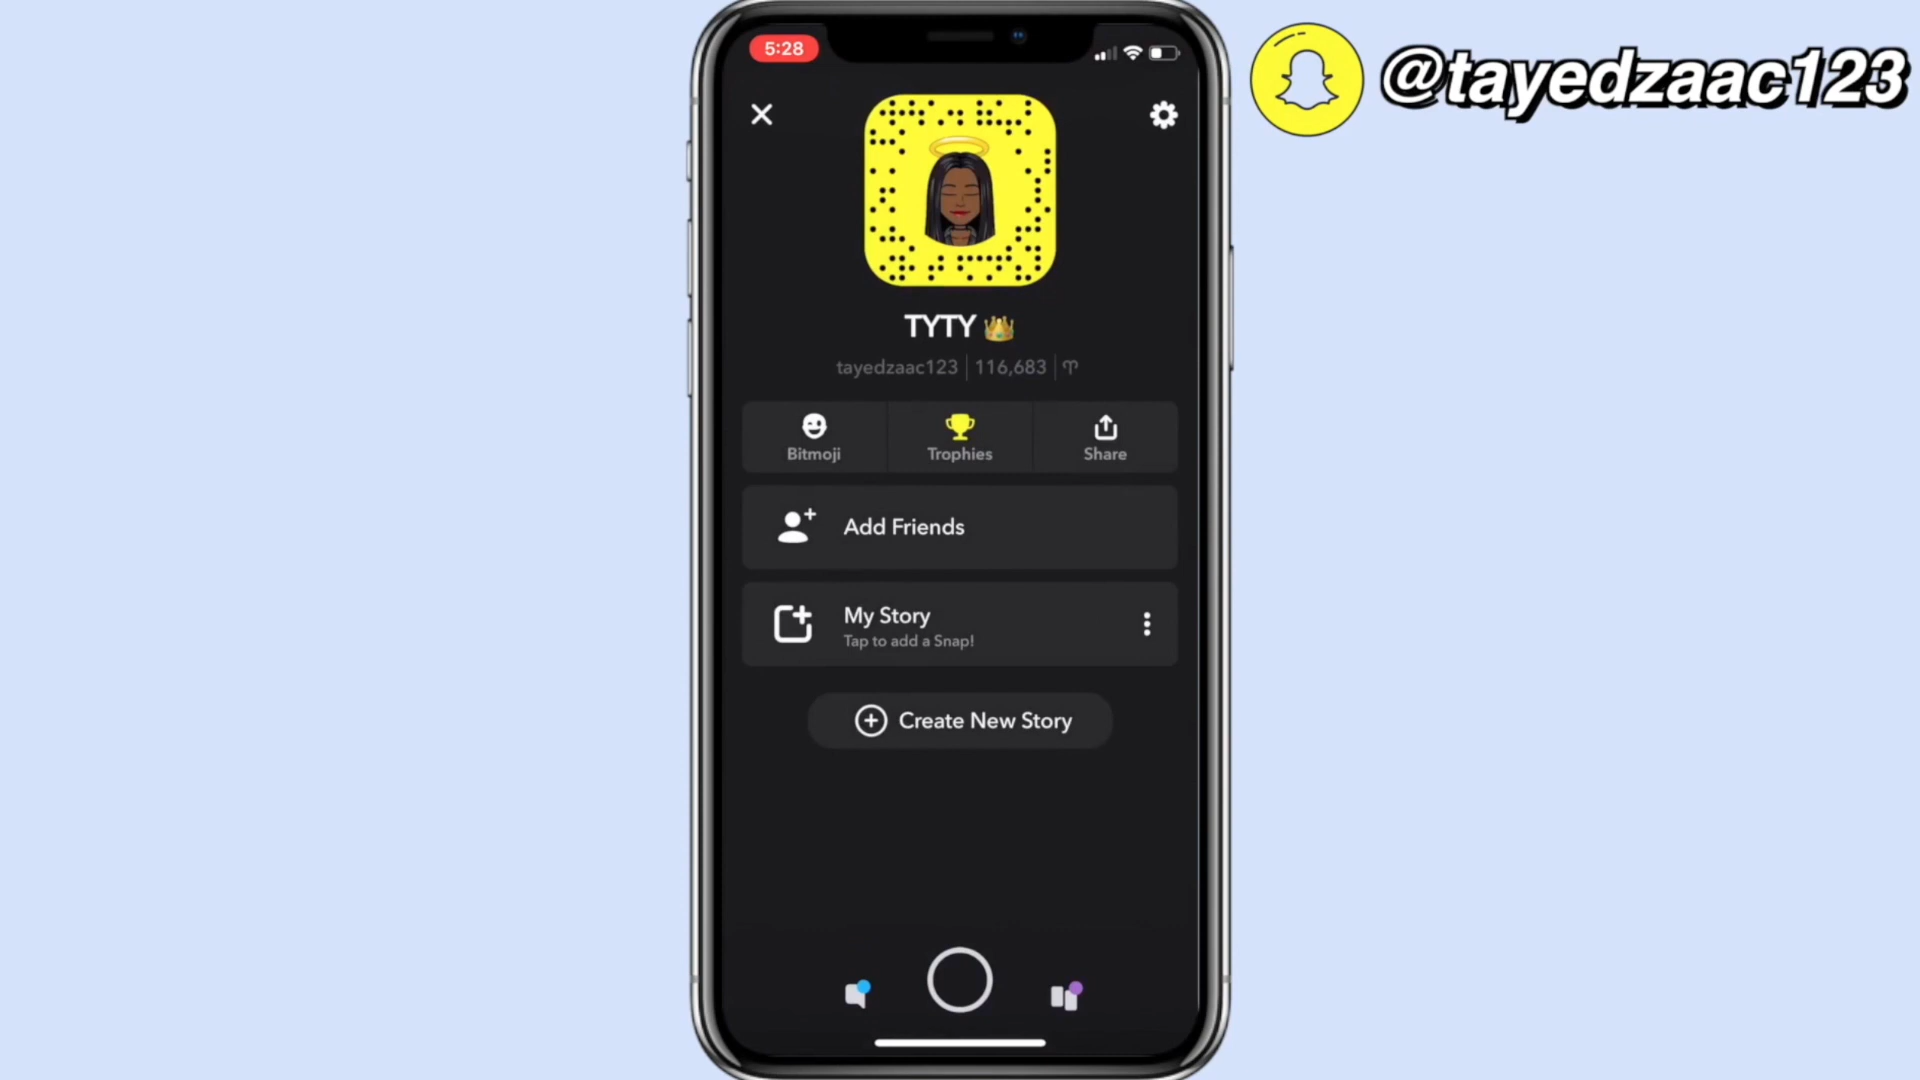 5:28
@tayedzaac123
TYTY 👑
tayedzaac123 | 116,683 | ♈
Bitmoji
Trophies
Share
Add Friends
My Story
Tap to add a Snap!
Create New Story